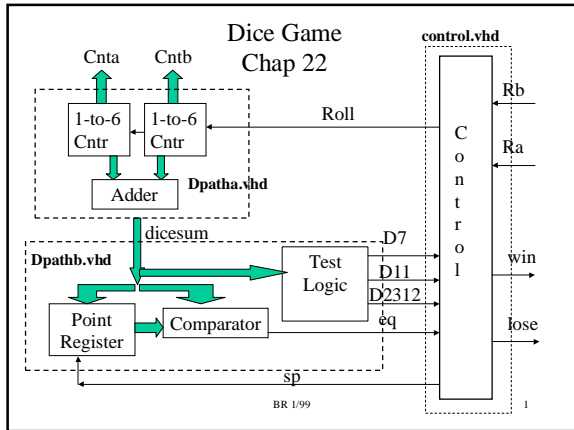 Dice Game
Chap 22
control.vhd
Cnta
Cntb
1-to-6
Cntr
1-to-6
Cntr
Roll
Rb
Ra
Adder
Dpatha.vhd
Control
dicesum
Dpathb.vhd
Test
Logic
D7
D11
D2312
win
Point
Register
Comparator
eq
lose
sp
BR 1/99
1